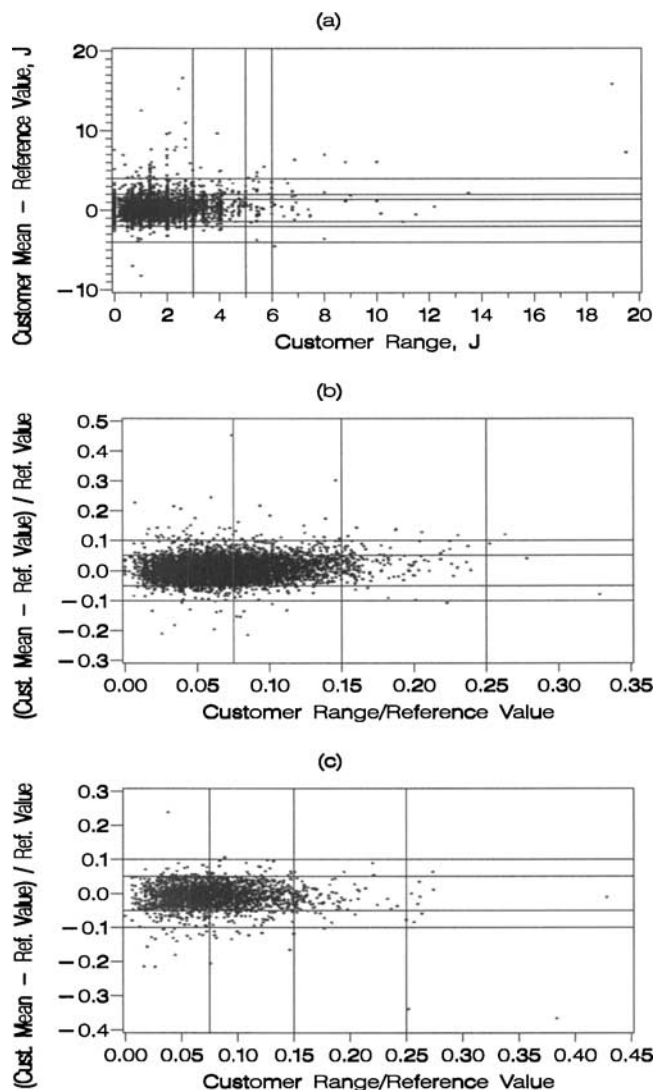 (a)
Customer Mean − Reference Value, J
20
10
0
−10
0 2 4 6 8 10 12 14 16 18 20
Customer Range, J
(b)
(Cust. Mean − Ref. Value) / Ref. Value
0.5
0.4
0.3
0.2
0.1
0.0
−0.1
−0.2
−0.3
0.00 0.05 0.10 0.15 0.20 0.25 0.30 0.35
Customer Range/Reference Value
(c)
(Cust. Mean − Ref. Value) / Ref. Value
0.3
0.2
0.1
0.0
−0.1
−0.2
−0.3
−0.4
0.00 0.05 0.10 0.15 0.20 0.25 0.30 0.35 0.40 0.45
Customer Range/Reference Value